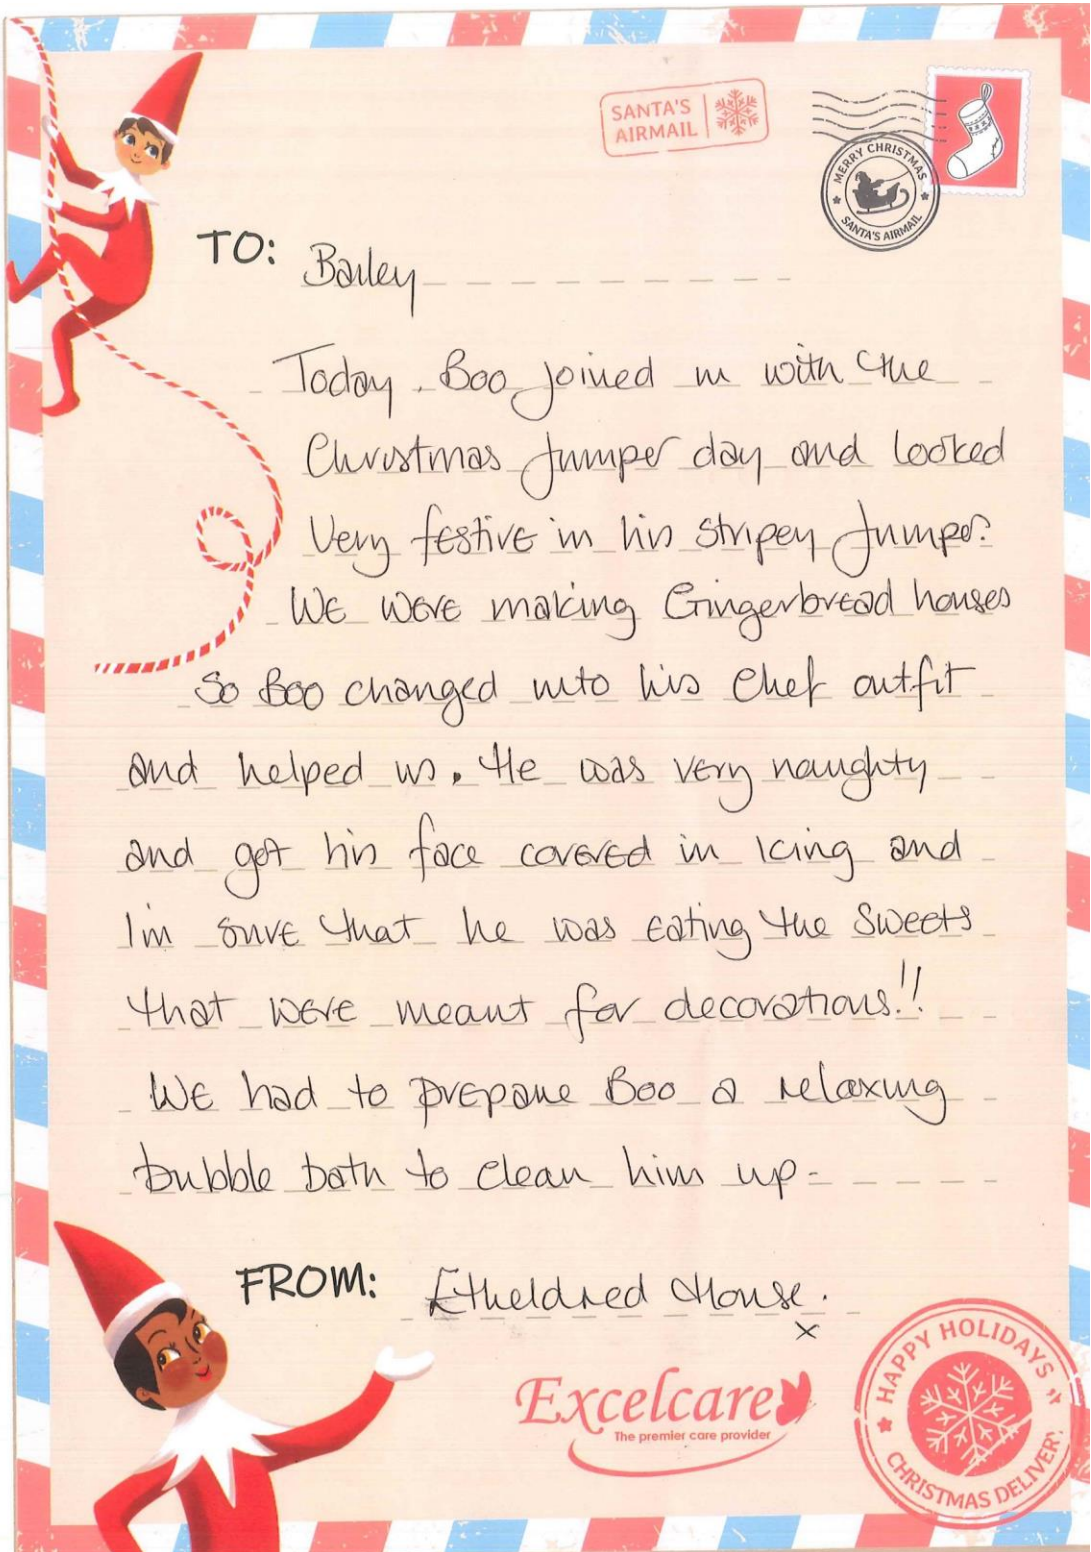 SANTA'S
AIRMAIL
MERRY CHRISTMAS
SANTA'S AIRMAIL
TO: Bailey
Today. Boo joined in with the
Christmas Jumper day and looked
Very festive in his stripey Jumper.
We were making Gingerbread houses
So Boo changed into his Chef outfit
and helped us. He was very naughty
and got his face covered in Icing and
I'm sure that he was eating the Sweets
that were meant for decorations!!
We had to prepare Boo a relaxing
bubble bath to clean him up-
FROM: Etheldred House.
x
Excelcare
The premier care provider
HAPPY HOLIDAYS
CHRISTMAS DELIVERY